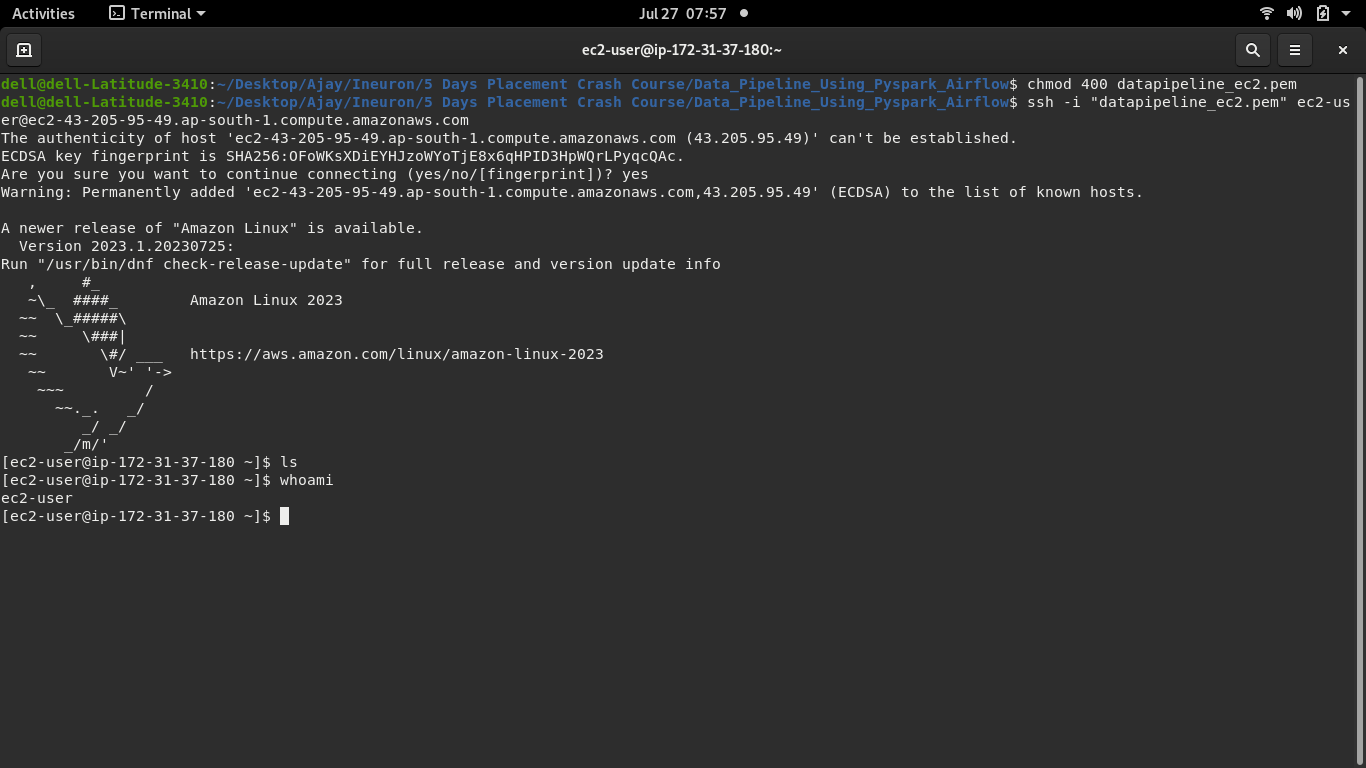 Activities Terminal Jul 27 07:57
ec2-user@ip-172-31-37-180:~
dell@dell-Latitude-3410:~/Desktop/Ajay/Ineuron/5 Days Placement Crash Course/Data_Pipeline_Using_Pyspark_Airflow$ chmod 400 datapipeline_ec2.pem
dell@dell-Latitude-3410:~/Desktop/Ajay/Ineuron/5 Days Placement Crash Course/Data_Pipeline_Using_Pyspark_Airflow$ ssh -i "datapipeline_ec2.pem" ec2-us
er@ec2-43-205-95-49.ap-south-1.compute.amazonaws.com
The authenticity of host 'ec2-43-205-95-49.ap-south-1.compute.amazonaws.com (43.205.95.49)' can't be established.
ECDSA key fingerprint is SHA256:OFoWKsXDiEYHJzoWYoTjE8x6qHPID3HpWQrLPyqcQAc.
Are you sure you want to continue connecting (yes/no/[fingerprint])? yes
Warning: Permanently added 'ec2-43-205-95-49.ap-south-1.compute.amazonaws.com,43.205.95.49' (ECDSA) to the list of known hosts.

A newer release of "Amazon Linux" is available.
  Version 2023.1.20230725:
Run "/usr/bin/dnf check-release-update" for full release and version update info
   ,     #_
   ~\_  ####_        Amazon Linux 2023
  ~~  \_#####\
  ~~     \###|
  ~~       \#/ ___   https://aws.amazon.com/linux/amazon-linux-2023
   ~~       V~' '->
    ~~~         /
      ~~._.   _/
         _/ _/
       _/m/'
[ec2-user@ip-172-31-37-180 ~]$ ls
[ec2-user@ip-172-31-37-180 ~]$ whoami
ec2-user
[ec2-user@ip-172-31-37-180 ~]$